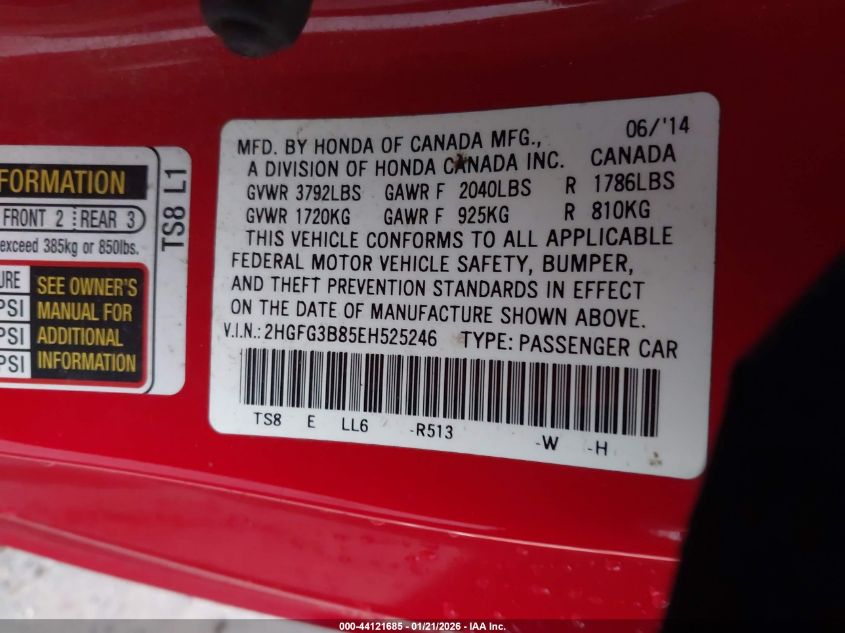 FORMATION
FRONT 2 REAR 3
exceed 385kg or 850lbs.
URE
PSI
PSI
PSI
SEE OWNER'S
MANUAL FOR
ADDITIONAL
INFORMATION
TS8 L1
MFD. BY HONDA OF CANADA MFG., 06/'14
A DIVISION OF HONDA CANADA INC. CANADA
GVWR 3792LBS GAWR F 2040LBS R 1786LBS
GVWR 1720KG GAWR F 925KG R 810KG
THIS VEHICLE CONFORMS TO ALL APPLICABLE
FEDERAL MOTOR VEHICLE SAFETY, BUMPER,
AND THEFT PREVENTION STANDARDS IN EFFECT
ON THE DATE OF MANUFACTURE SHOWN ABOVE.
V.I.N.: 2HGFG3B85EH525246 TYPE: PASSENGER CAR
TS8 E LL6 -R513 -W -H
000-44121685 - 01/21/2026 - IAA Inc.